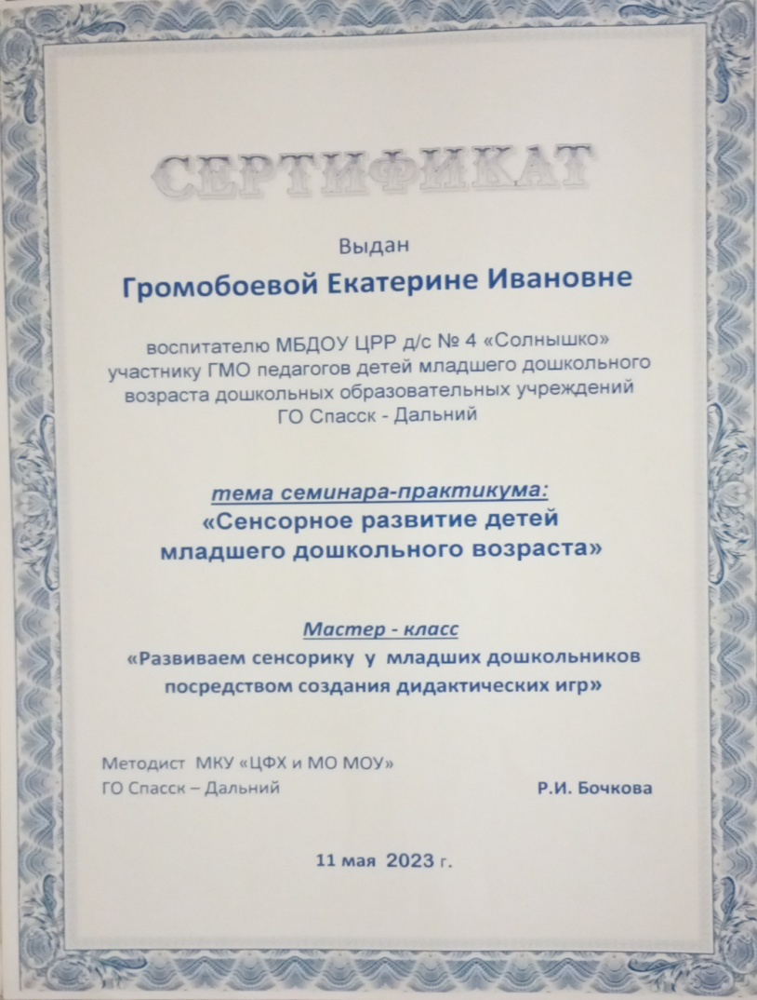 СЕРТИФИКАТ
Выдан
Громобоевой Екатерине Ивановне
воспитателю МБДОУ ЦРР д/с № 4 «Солнышко»
участнику ГМО педагогов детей младшего дошкольного
возраста дошкольных образовательных учреждений
ГО Спасск - Дальний
тема семинара-практикума:
«Сенсорное развитие детей
младшего дошкольного возраста»
Мастер - класс
«Развиваем сенсорику у младших дошкольников
посредством создания дидактических игр»
Методист МКУ «ЦФХ и МО МОУ»
ГО Спасск – Дальний Р.И. Бочкова
11 мая 2023 г.